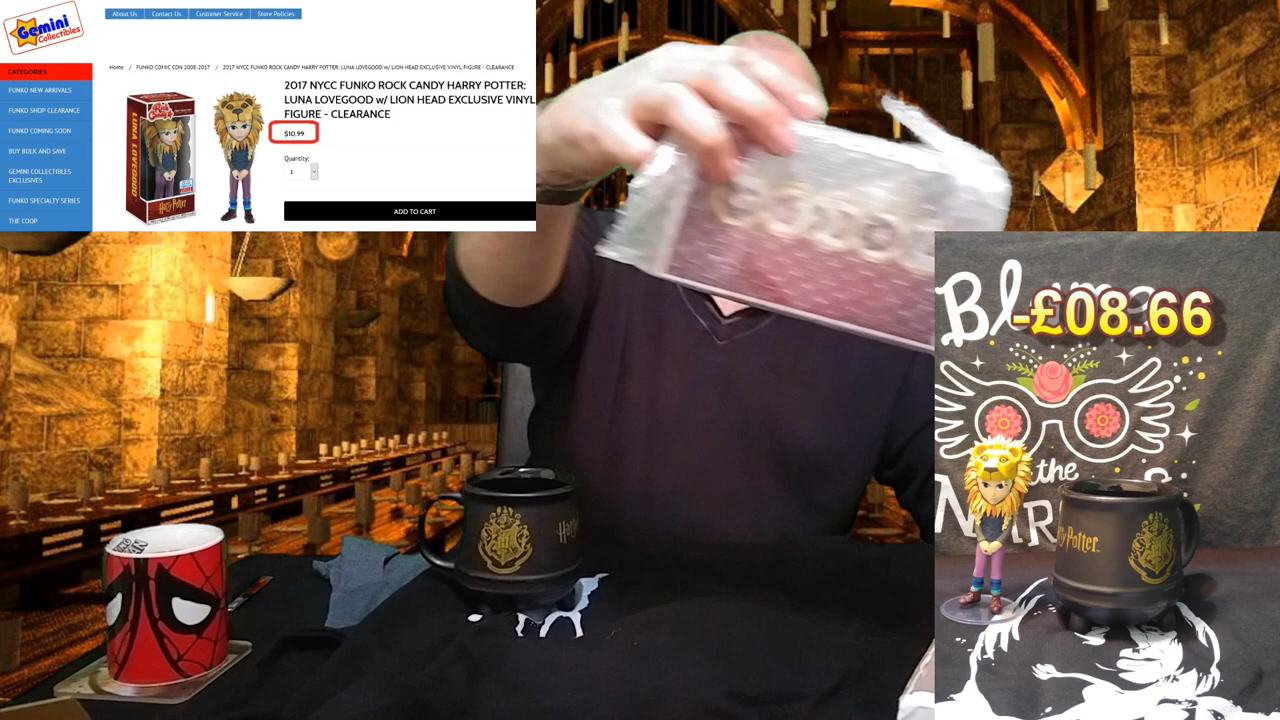 Gemini
Collectibles
About Us
Contact Us
Customer Service
Store Policies
CATEGORIES
FUNKO NEW ARRIVALS
FUNKO SHOP CLEARANCE
FUNKO COMING SOON
BUY BULK AND SAVE
GEMINI COLLECTIBLES
EXCLUSIVES
FUNKO SPECIALTY SERIES
THE COOP
Home / FUNKO COMIC CON 2008-2017 / 2017 NYCC FUNKO ROCK CANDY HARRY POTTER: LUNA LOVEGOOD w/ LION HEAD EXCLUSIVE VINYL FIGURE - CLEARANCE
2017 NYCC FUNKO ROCK CANDY HARRY POTTER:
LUNA LOVEGOOD w/ LION HEAD EXCLUSIVE VINYL
FIGURE - CLEARANCE
$10.99
Quantity:
1
ADD TO CART
Rock
Candy
LUNA LOVEGOOD
Harry Potter
-£08.66
the
Potter
Harry